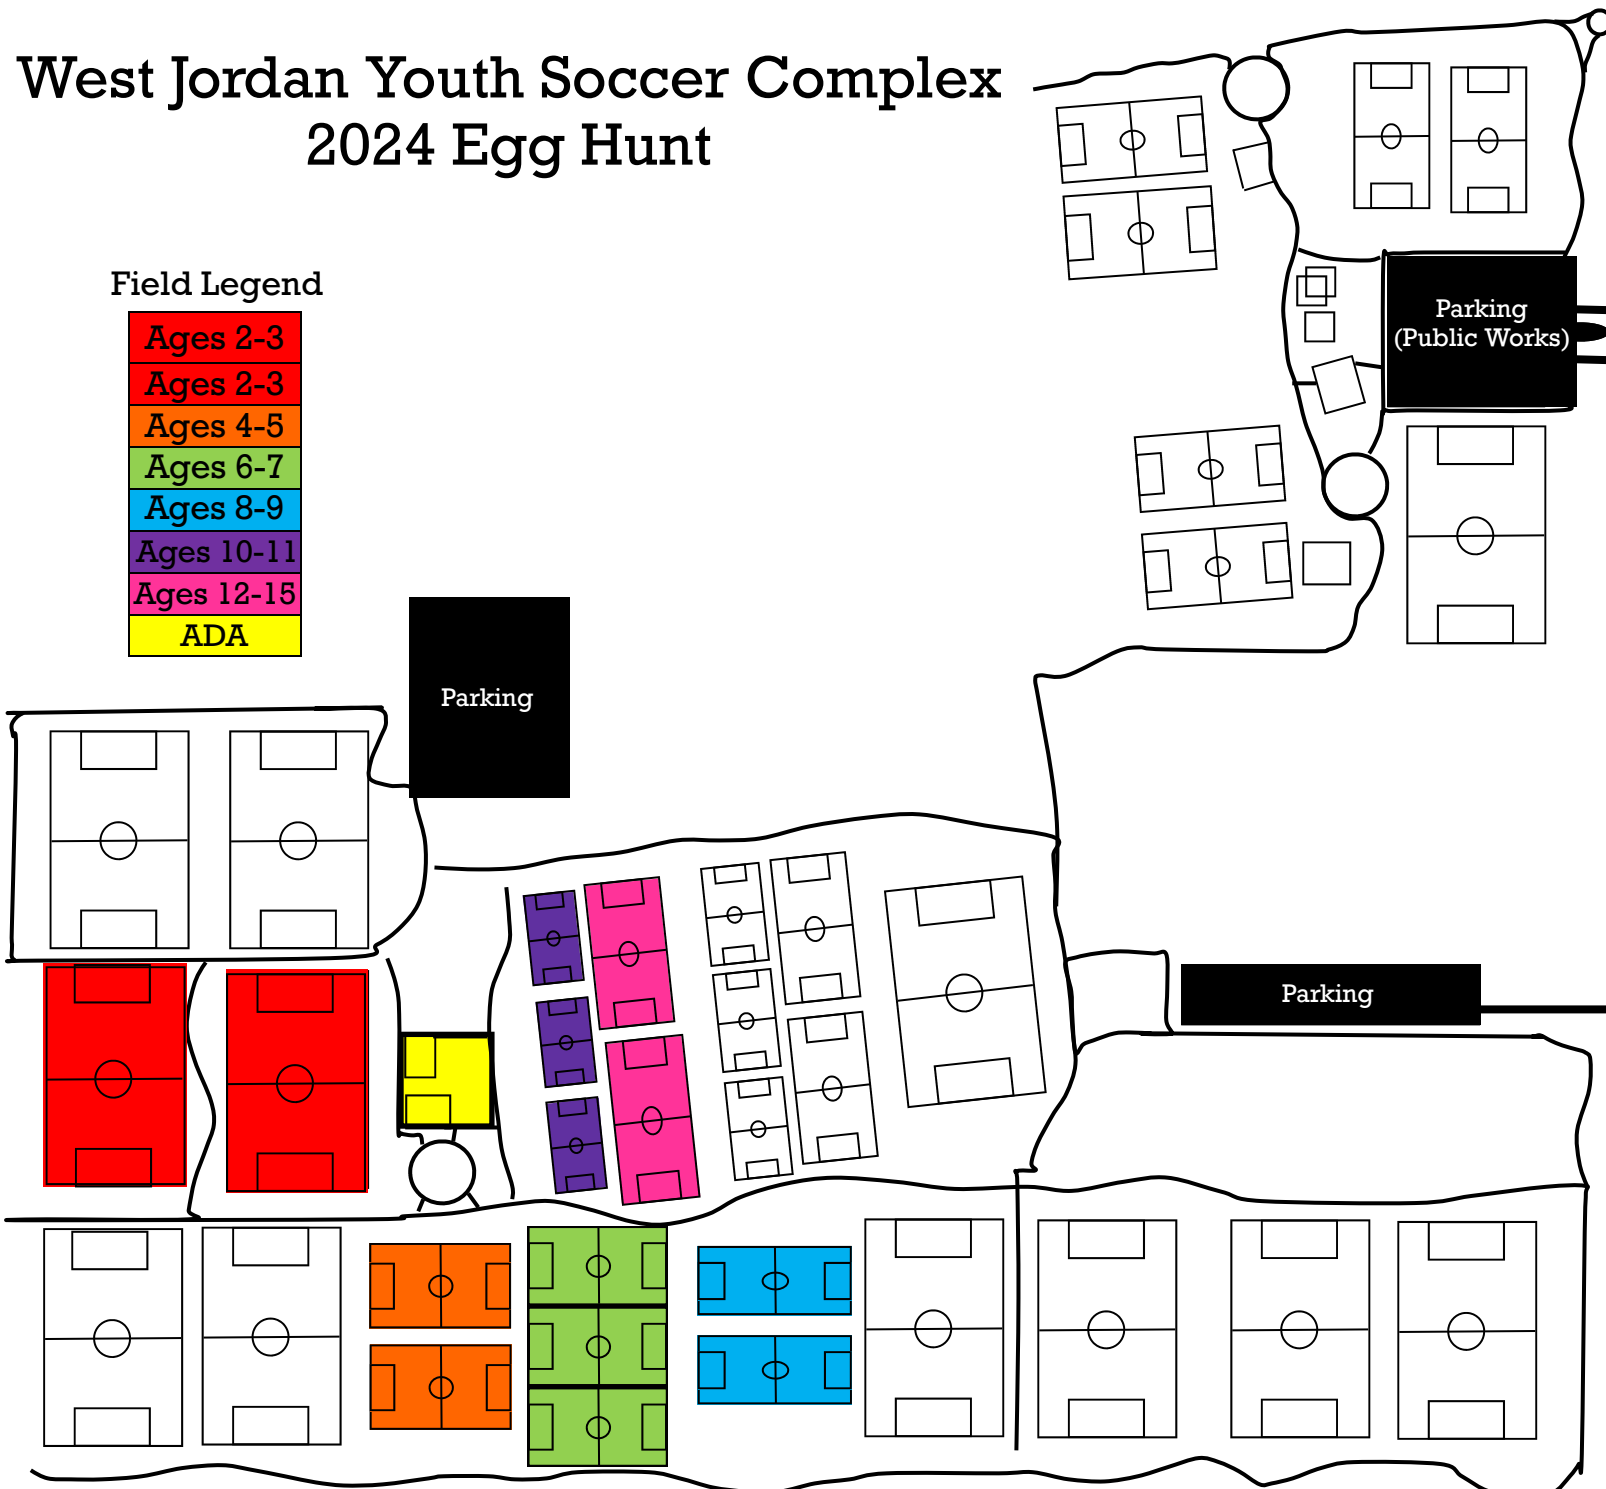 West Jordan Youth Soccer Complex
2024 Egg Hunt
Field Legend
Ages 2-3
Ages 2-3
Ages 4-5
Ages 6-7
Ages 8-9
Ages 10-11
Ages 12-15
ADA
Parking
(Public Works)
Parking
Parking